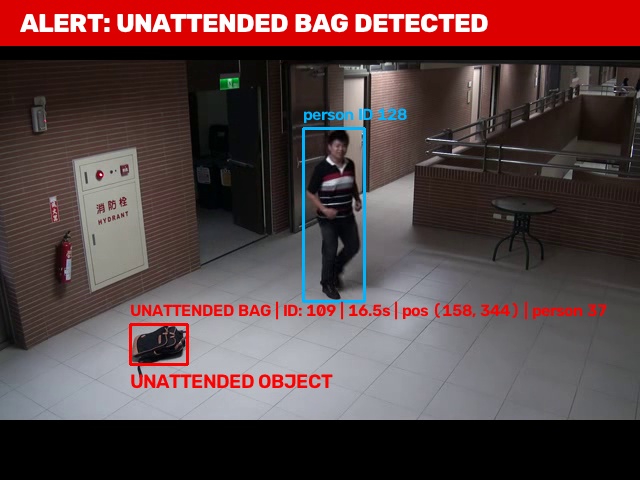 ALERT: UNATTENDED BAG DETECTED
person ID 128
消防栓
HYDRANT
UNATTENDED BAG | ID: 109 | 16.5s | pos (158, 344) | person 37
UNATTENDED OBJECT